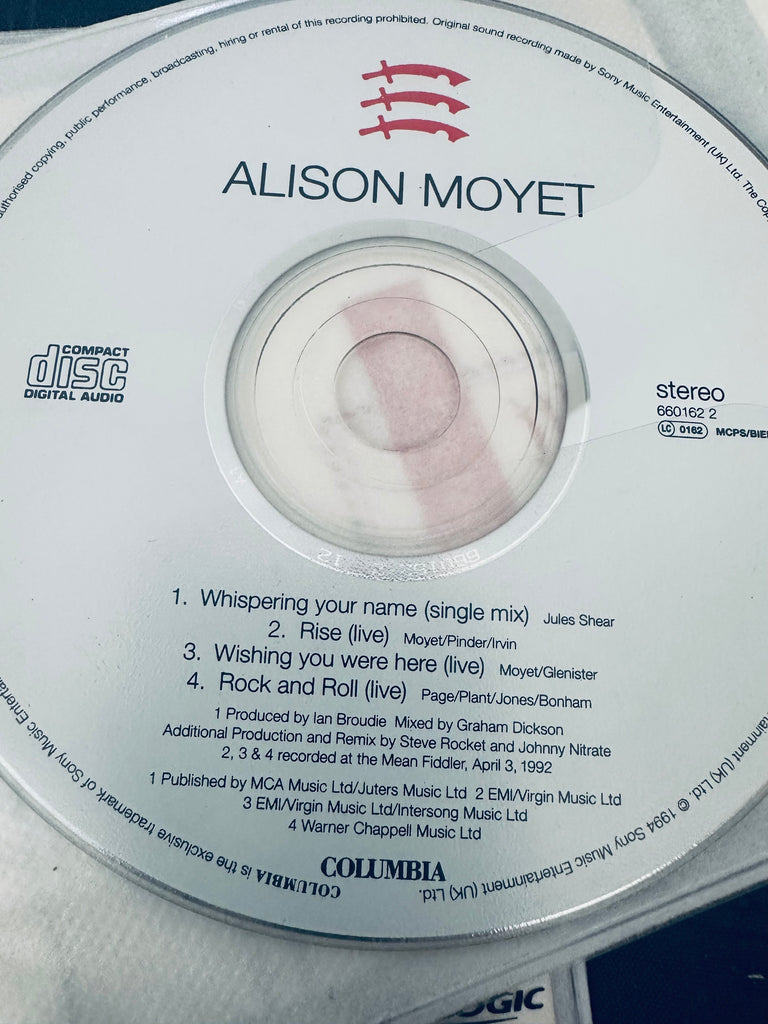 authorised copying, public performance, broadcasting, hiring or rental of this recording prohibited. Original sound recording made by Sony Music Entertainment (UK) Ltd. The
ALISON MOYET
COMPACT
disc
DIGITAL AUDIO
stereo
660162 2
LC 0162 MCPS/BIE
12
1. Whispering your name (single mix) Jules Shear
2. Rise (live) Moyet/Pinder/Irvin
3. Wishing you were here (live) Moyet/Glenister
4. Rock and Roll (live) Page/Plant/Jones/Bonham
1 Produced by Ian Broudie Mixed by Graham Dickson
Additional Production and Remix by Steve Rocket and Johnny Nitrate
2, 3 & 4 recorded at the Mean Fiddler, April 3, 1992
1 Published by MCA Music Ltd/Juters Music Ltd 2 EMI/Virgin Music Ltd
3 EMI/Virgin Music Ltd/Intersong Music Ltd
4 Warner Chappell Music Ltd
COLUMBIA
tainment (UK) Ltd. © 1994 Sony Music Entertainment (UK) Ltd.
COLUMBIA is the exclusive trademark of Sony Music Enterta
OGIC